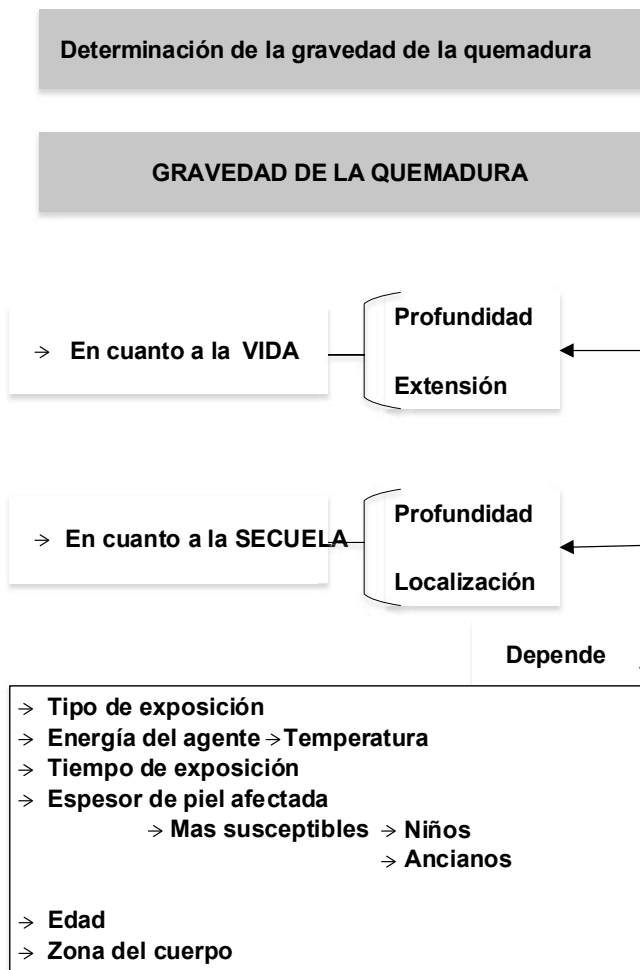 Determinación de la gravedad de la quemadura
GRAVEDAD DE LA QUEMADURA
→ En cuanto a la VIDA
Profundidad
Extensión
→ En cuanto a la SECUELA
Profundidad
Localización
Depende
→ Tipo de exposición
→ Energía del agente → Temperatura
→ Tiempo de exposición
→ Espesor de piel afectada
→ Mas susceptibles → Niños
→ Ancianos
→ Edad
→ Zona del cuerpo